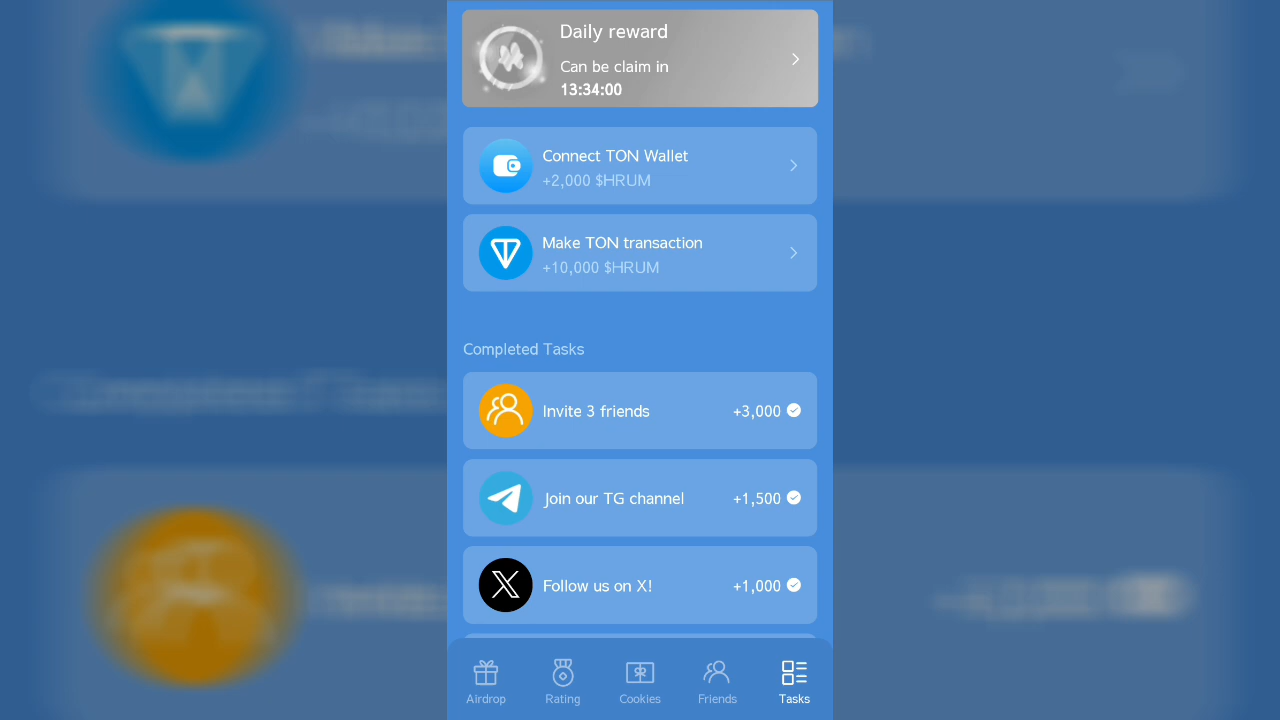 Daily reward
Can be claim in
13:34:00
Connect TON Wallet
+2,000 $HRUM
Make TON transaction
+10,000 $HRUM
Completed Tasks
Invite 3 friends +3,000
Join our TG channel +1,500
Follow us on X! +1,000
Airdrop Rating Cookies Friends Tasks